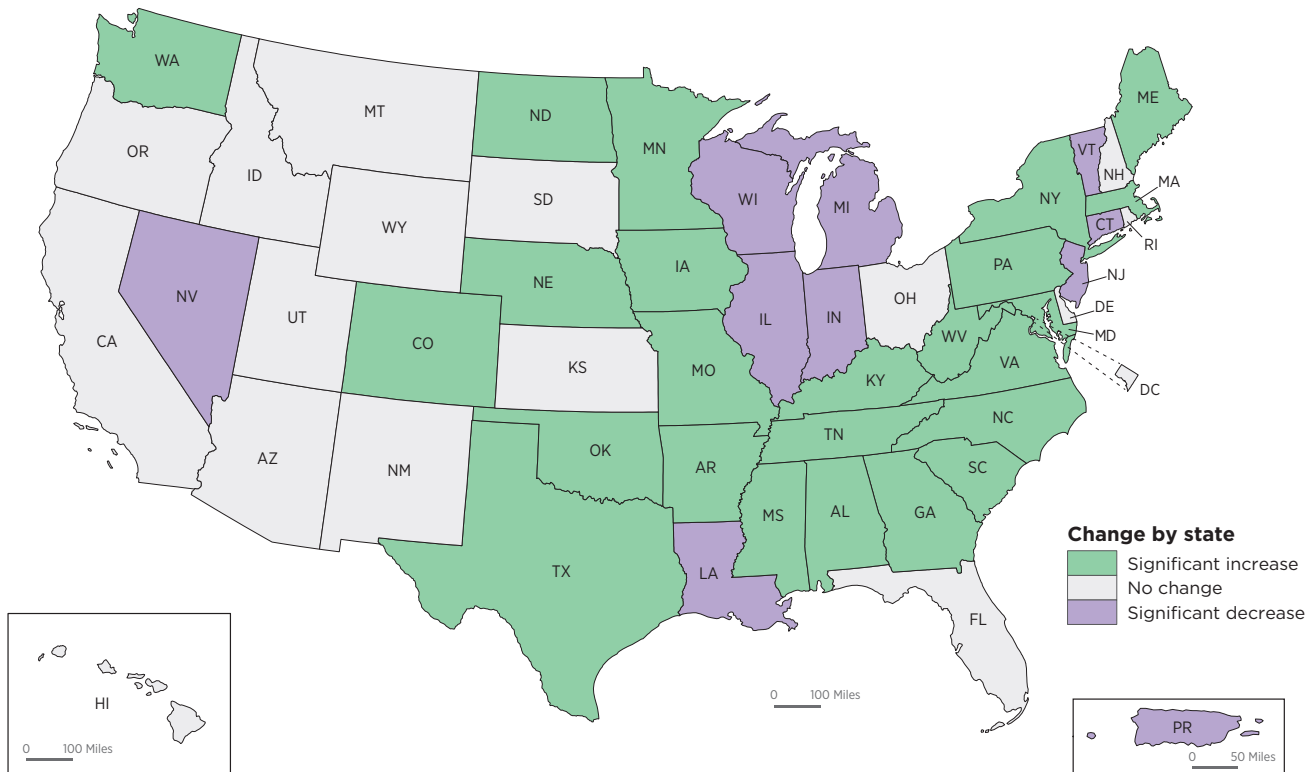 WA
MT
ND
ME
OR
ID
MN
VT
NH
MA
SD
WI
MI
NY
WY
CT
RI
IA
PA
NV
NE
NJ
UT
IL
IN
OH
DE
CA
CO
WV
MD
KS
MO
VA
KY
DC
NC
TN
AZ
NM
OK
AR
SC
MS
AL
GA
TX
LA
FL
Change by state
Significant increase
No change
Significant decrease
HI
0 100 Miles
0 100 Miles
PR
0 50 Miles